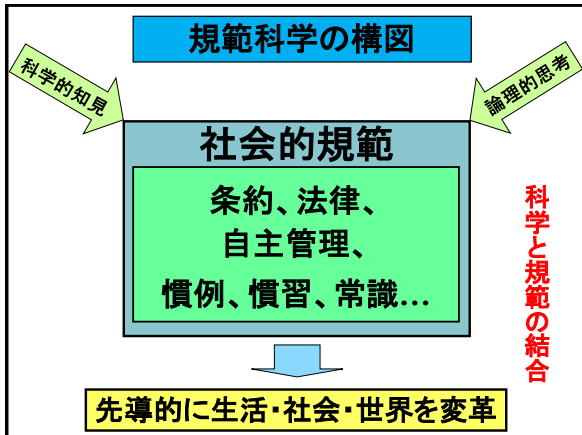 規範科学の構図
科学的知見
論理的思考
社会的規範
条約、法律、
自主管理、
慣例、慣習、常識…
科学と規範の結合
先導的に生活・社会・世界を変革